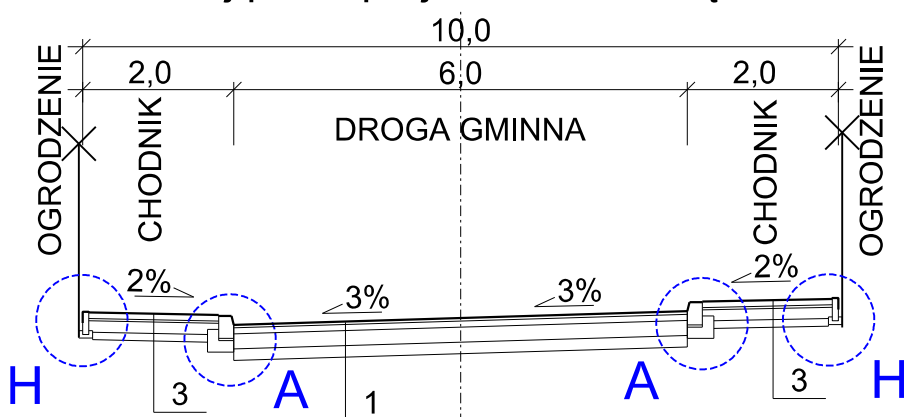 10,0
2,0 6,0 2,0
OGRODZENIE
CHODNIK
DROGA GMINNA
CHODNIK
OGRODZENIE
2% 3% 3% 2%
H A A H
3 1 3